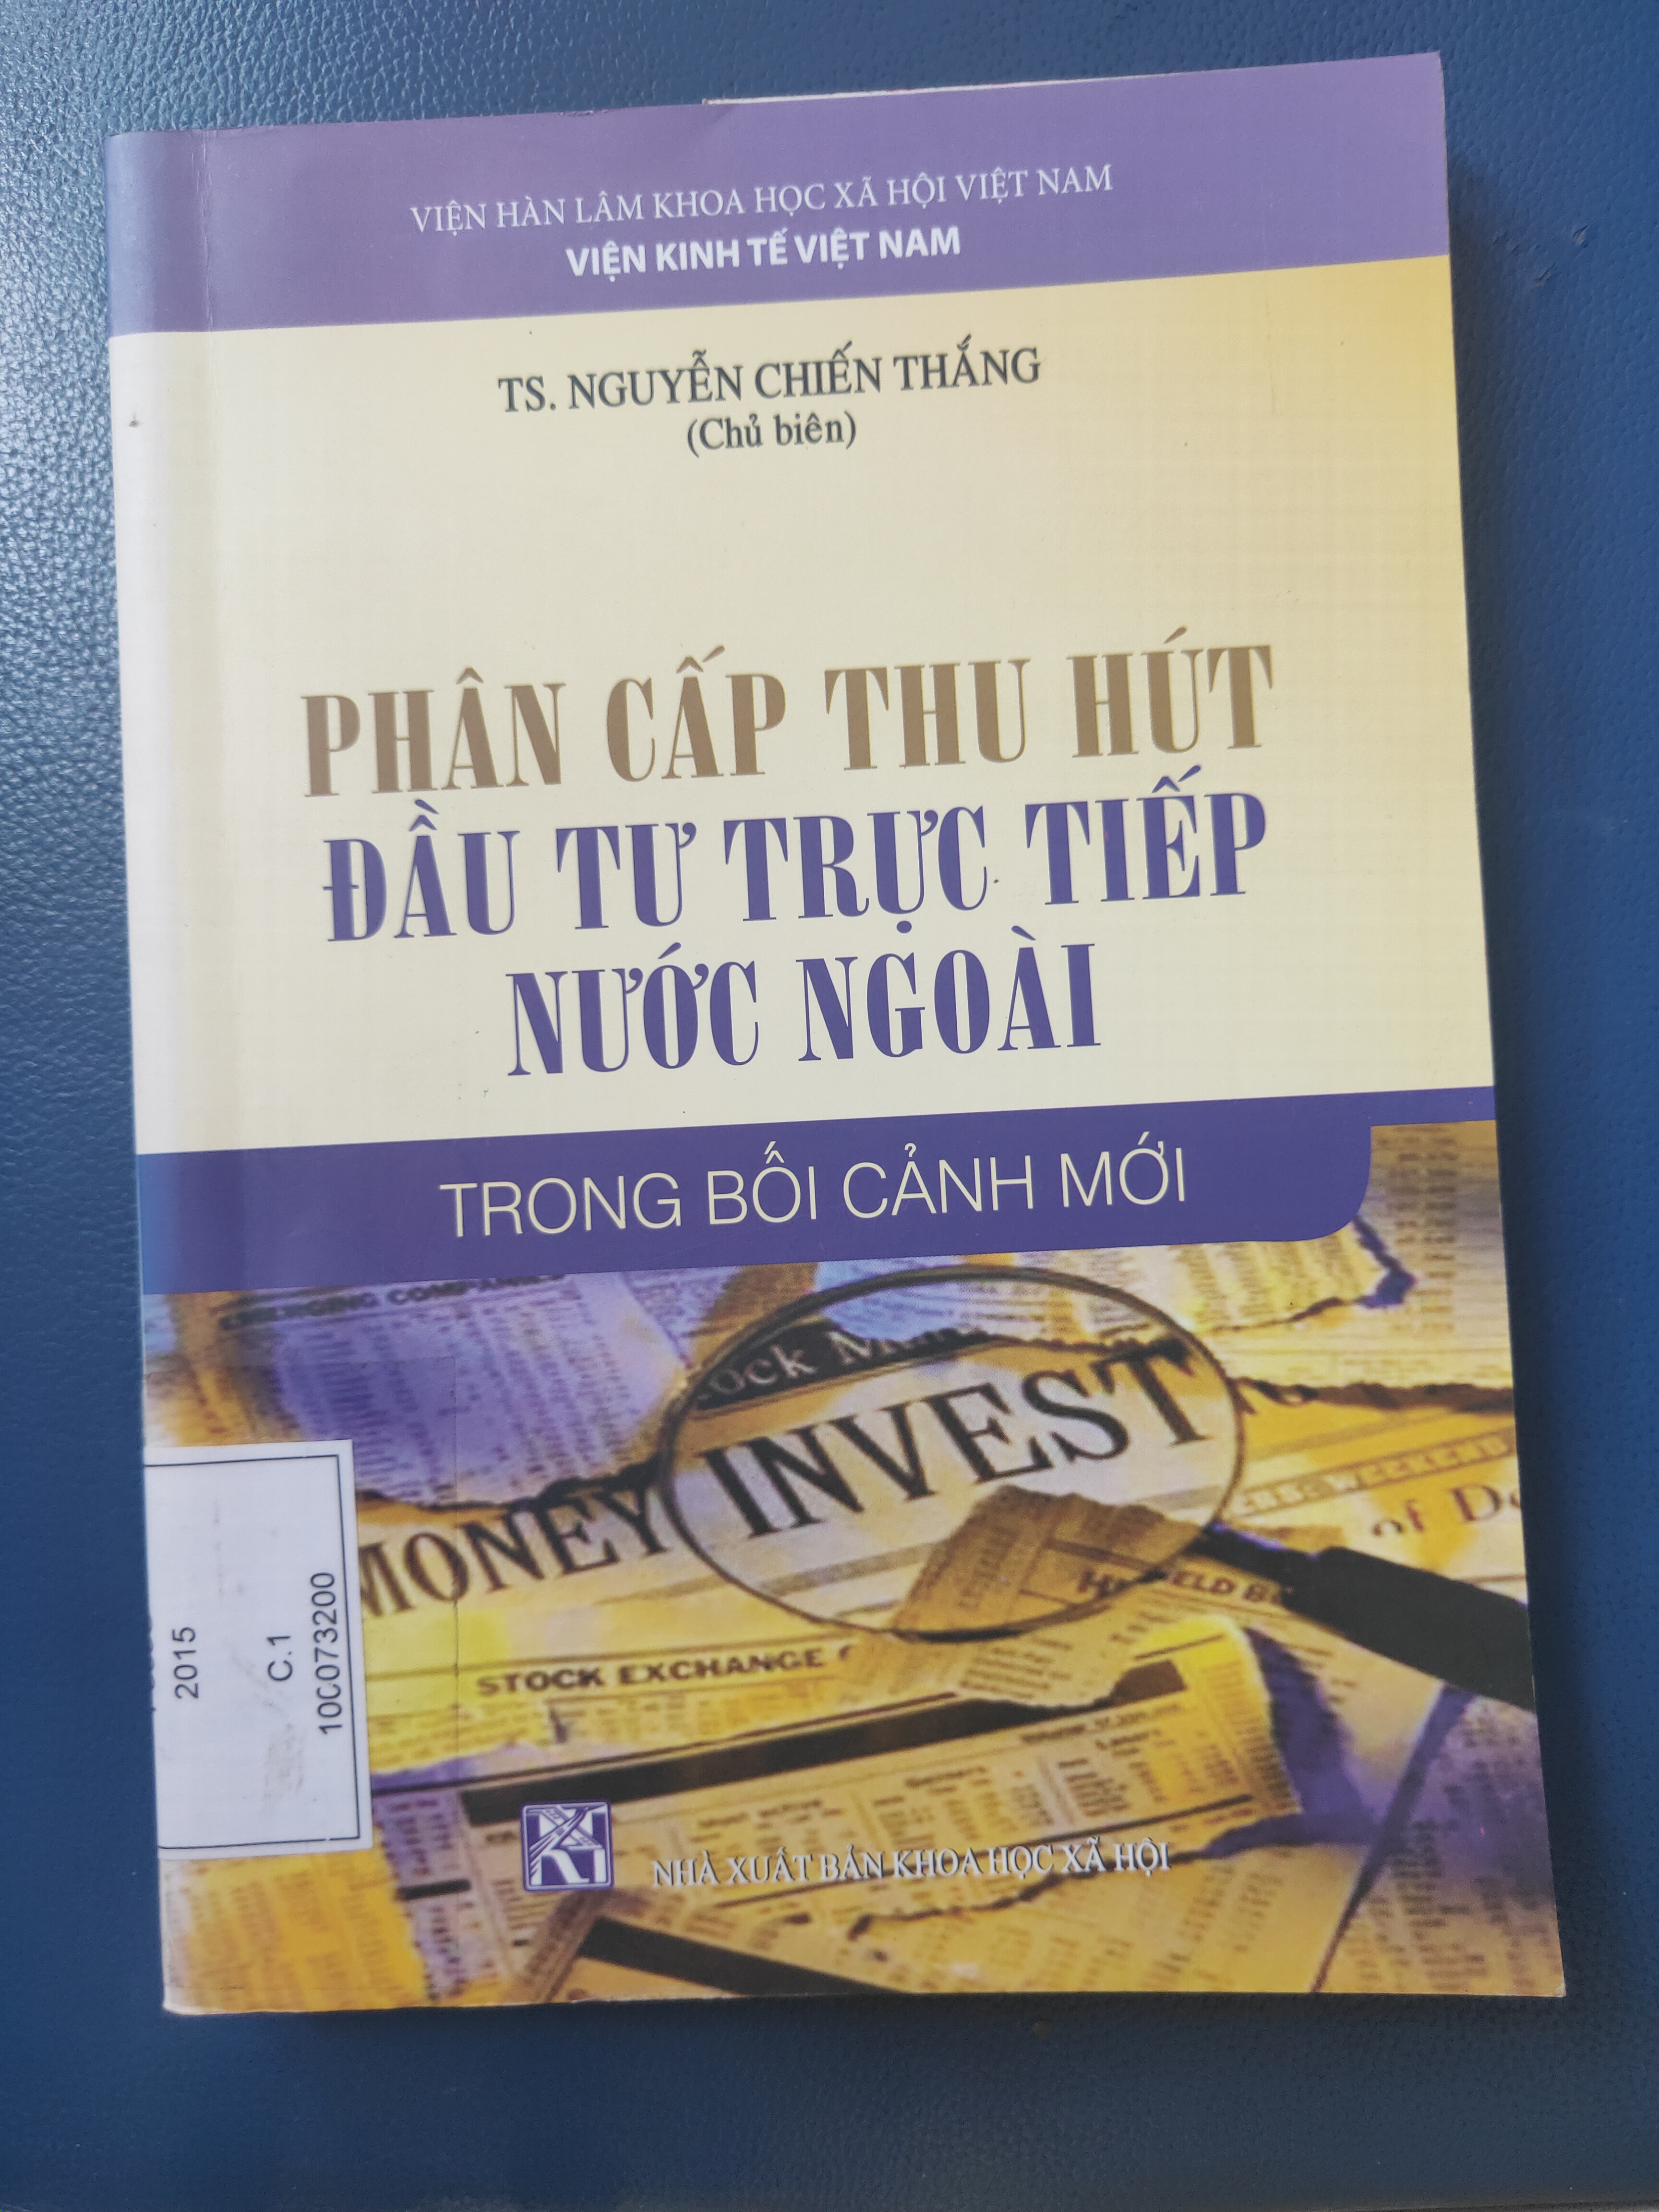 VIỆN HÀN LÂM KHOA HỌC XÃ HỘI VIỆT NAM
VIỆN KINH TẾ VIỆT NAM
TS. NGUYỄN CHIẾN THẮNG
(Chủ biên)
PHÂN CẤP THU HÚT
ĐẦU TƯ TRỰC TIẾP
NƯỚC NGOÀI
TRONG BỐI CẢNH MỚI
INVEST
MONEY
of
STOCK EXCHANGE
2015
C.1
10C073200
NHÀ XUẤT BẢN KHOA HỌC XÃ HỘI